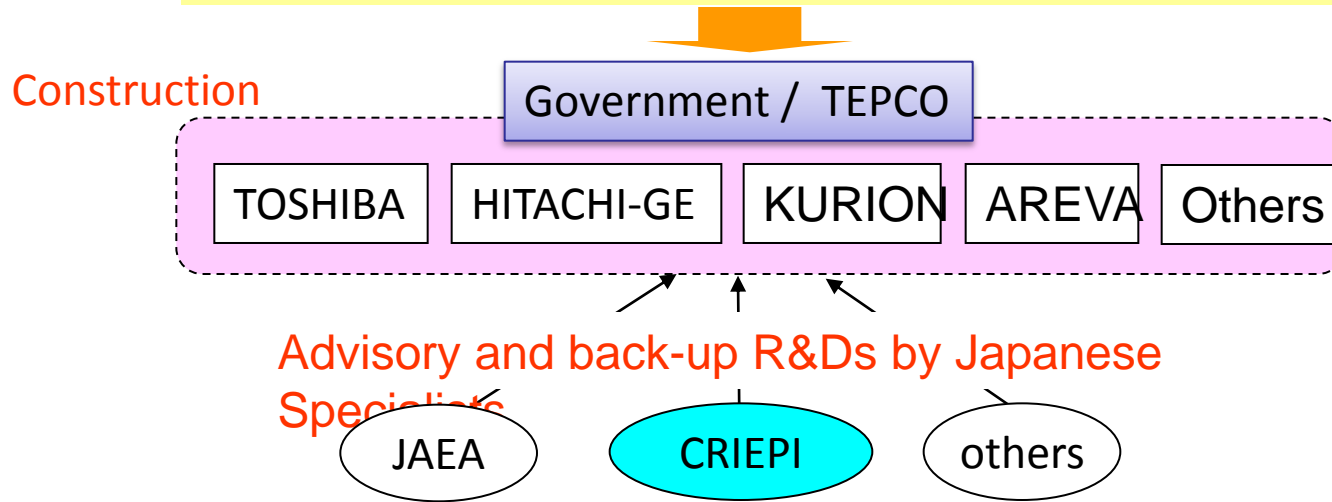 Construction
Government / TEPCO
TOSHIBA
HITACHI-GE
KURION
AREVA
Others
Advisory and back-up R&Ds by Japanese
Specialists
JAEA
CRIEPI
others